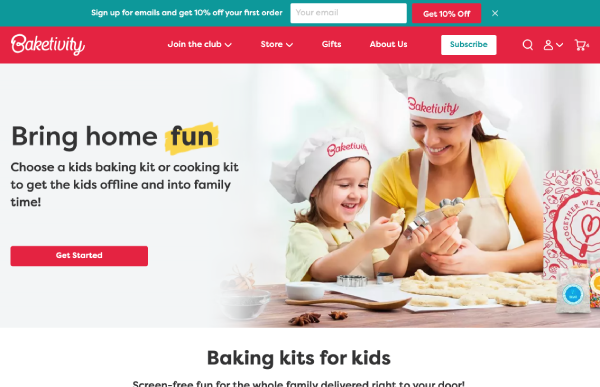 Sign up for emails and get 10% off your first order
Your email
Get 10% Off
Baketivity
Join the club
Store
Gifts
About Us
Subscribe
4
Bring home fun
Choose a kids baking kit or cooking kit
to get the kids offline and into family
time!
Get Started
Baketivity
Baketivity
TOGETHER WE B
Baking kits for kids
Screen-free fun for the whole family delivered right to your door!